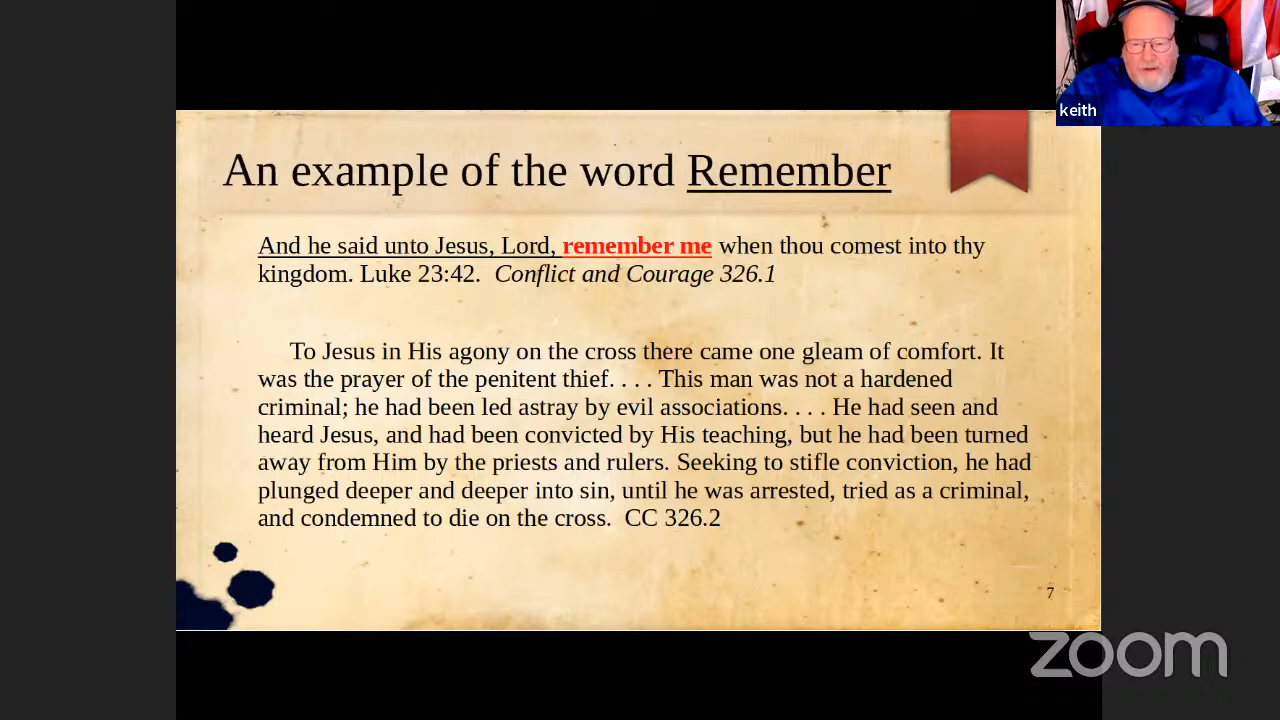 keith
An example of the word Remember
And he said unto Jesus, Lord, remember me when thou comest into thy
kingdom. Luke 23:42. Conflict and Courage 326.1
To Jesus in His agony on the cross there came one gleam of comfort. It
was the prayer of the penitent thief. . . . This man was not a hardened
criminal; he had been led astray by evil associations. . . . He had seen and
heard Jesus, and had been convicted by His teaching, but he had been turned
away from Him by the priests and rulers. Seeking to stifle conviction, he had
plunged deeper and deeper into sin, until he was arrested, tried as a criminal,
and condemned to die on the cross. CC 326.2
7
zoom